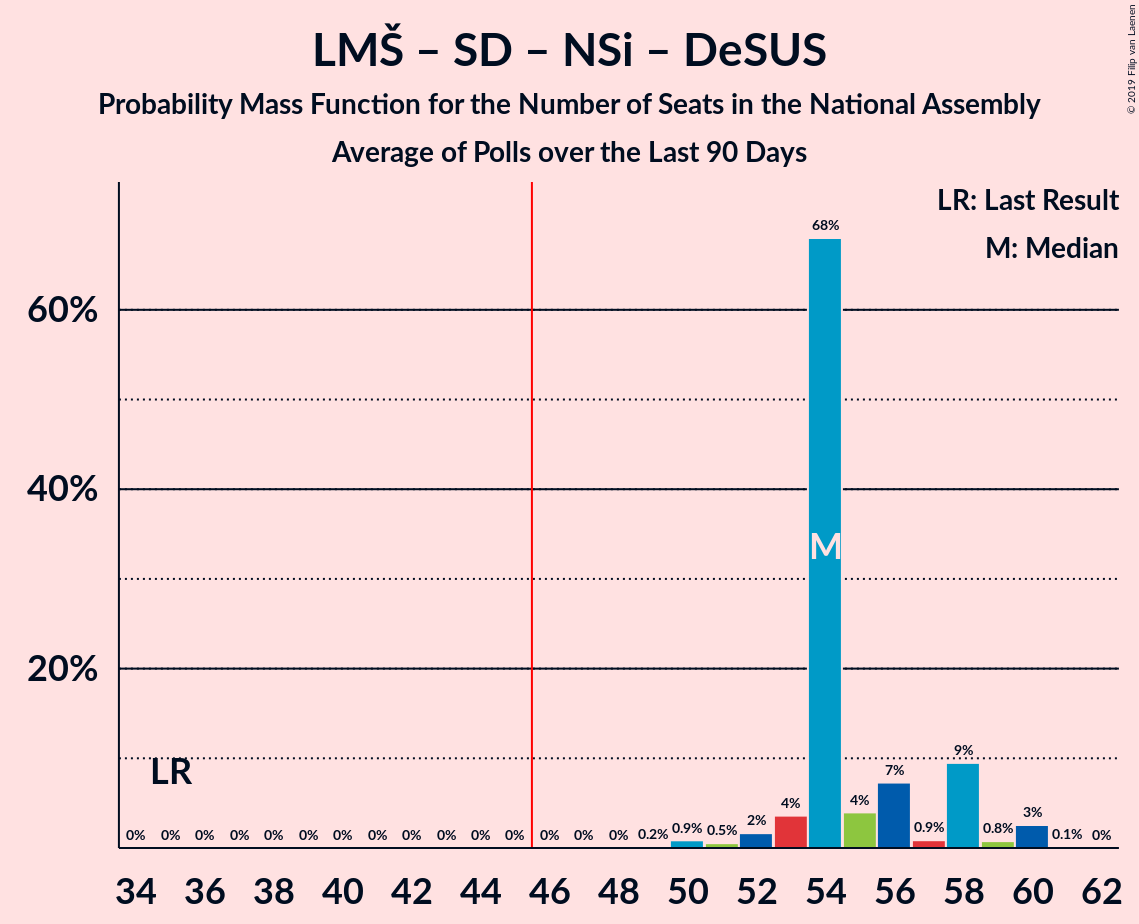 LMŠ – SD – NSi – DeSUS
Probability Mass Function for the Number of Seats in the National Assembly
Average of Polls over the Last 90 Days
© 2019 Filip van Laenen
LR: Last Result
M: Median
60%
40%
20%
LR
M
0% 0% 0% 0% 0% 0% 0% 0% 0% 0% 0% 0% 0% 0% 0% 0.2% 0.9% 0.5% 2% 4% 68% 4% 7% 0.9% 9% 0.8% 3% 0.1% 0%
34 36 38 40 42 44 46 48 50 52 54 56 58 60 62